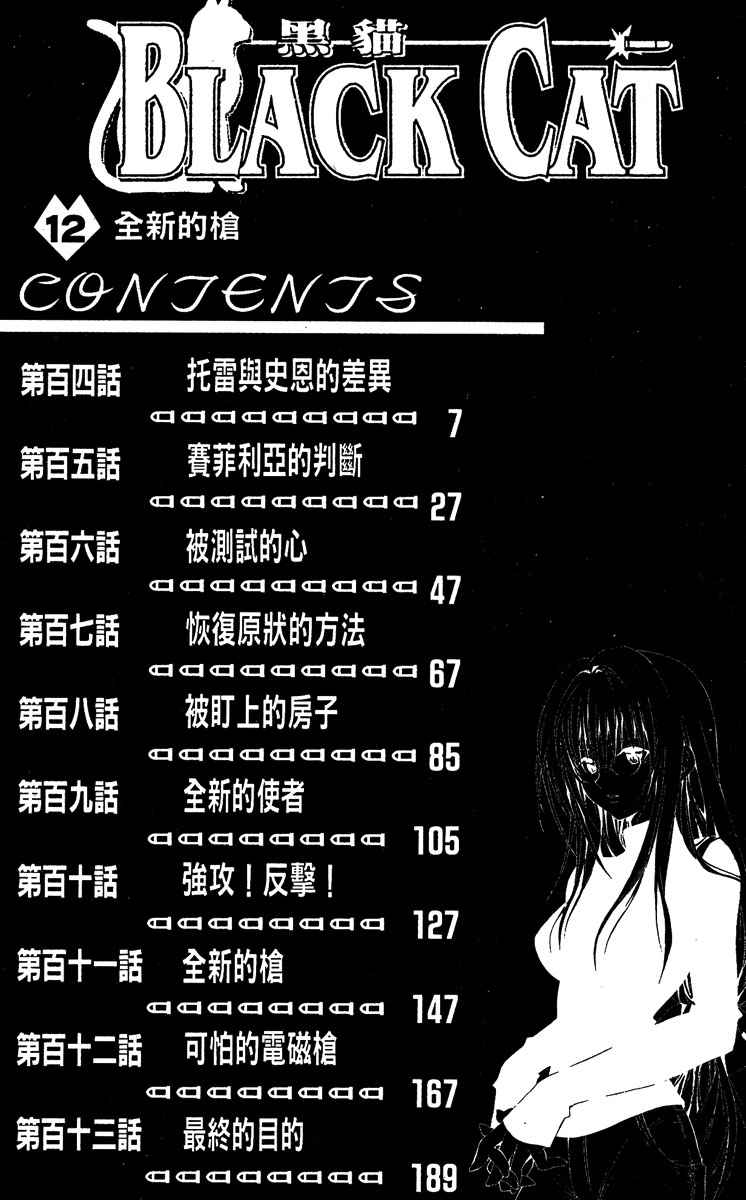 黑貓
BLACK CAT
12 全新的槍
CONTENTS
第百四話 托雷與史恩的差異
7
第百五話 賽菲利亞的判斷
27
第百六話 被測試的心
47
第百七話 恢復原狀的方法
67
第百八話 被盯上的房子
85
第百九話 全新的使者
105
第百十話 強攻！反擊！
127
第百十一話 全新的槍
147
第百十二話 可怕的電磁槍
167
第百十三話 最終的目的
189